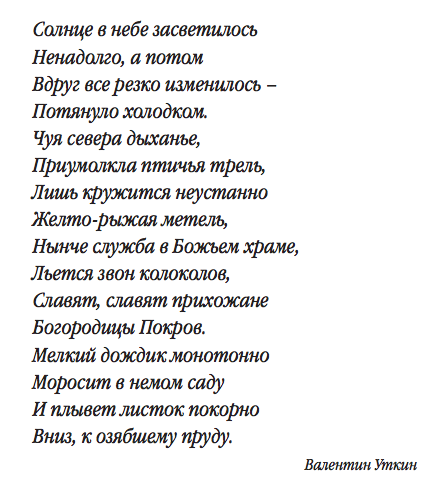 Солнце в небе засветилось
Ненадолго, а потом
Вдруг все резко изменилось –
Потянуло холодком.
Чуя севера дыханье,
Приумолкла птичья трель,
Лишь кружится неустанно
Желто-рыжая метель,
Нынче служба в Божьем храме,
Льется звон колоколов,
Славят, славят прихожане
Богородицы Покров.
Мелкий дождик монотонно
Моросит в немом саду
И плывет листок покорно
Вниз, к озябшему пруду.
Валентин Уткин